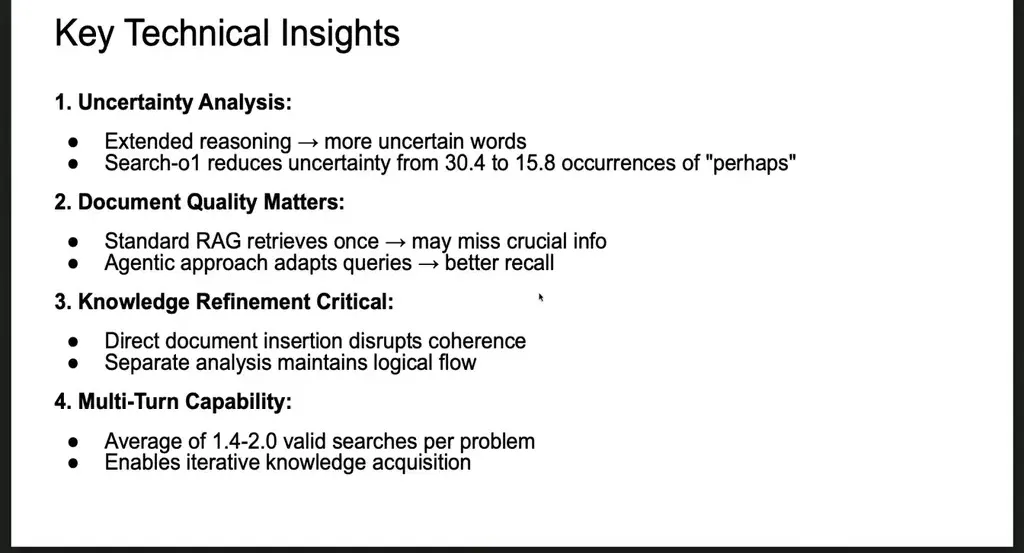 Key Technical Insights
1. Uncertainty Analysis:
● Extended reasoning → more uncertain words
● Search-o1 reduces uncertainty from 30.4 to 15.8 occurrences of "perhaps"
2. Document Quality Matters:
● Standard RAG retrieves once → may miss crucial info
● Agentic approach adapts queries → better recall
3. Knowledge Refinement Critical:
● Direct document insertion disrupts coherence
● Separate analysis maintains logical flow
4. Multi-Turn Capability:
● Average of 1.4-2.0 valid searches per problem
● Enables iterative knowledge acquisition